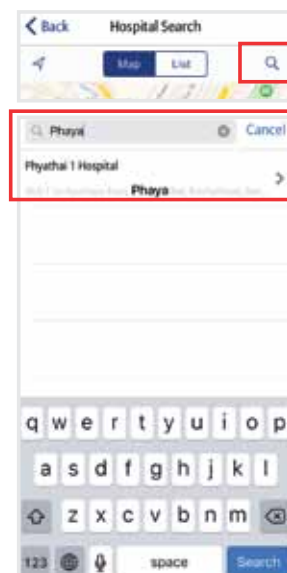 Back Hospital Search
Map List
Phaya Cancel
Phyathai 1 Hospital
Phaya
q w e r t y u i o p
a s d f g h j k l
z x c v b n m
123 space Search